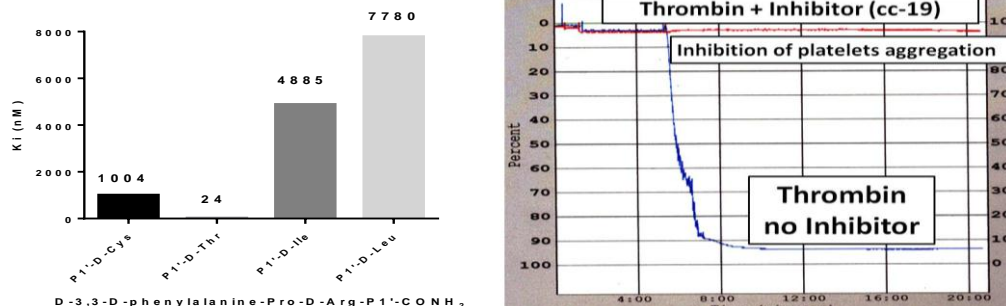 8000
6000
4000
2000
0
Ki (nM)
1004
24
4885
7780
P1'-D-Cys
P1'-D-Thr
P1'-D-Ile
P1'-D-Leu
D-3,3-D-phenylalanine-Pro-D-Arg-P1'-CONH₂
Thrombin + Inhibitor (cc-19)
Inhibition of platelets aggregation
Thrombin
no Inhibitor
Percent
0
10
20
30
40
50
60
70
80
90
100
4:00
8:00
12:00
16:00
20:00